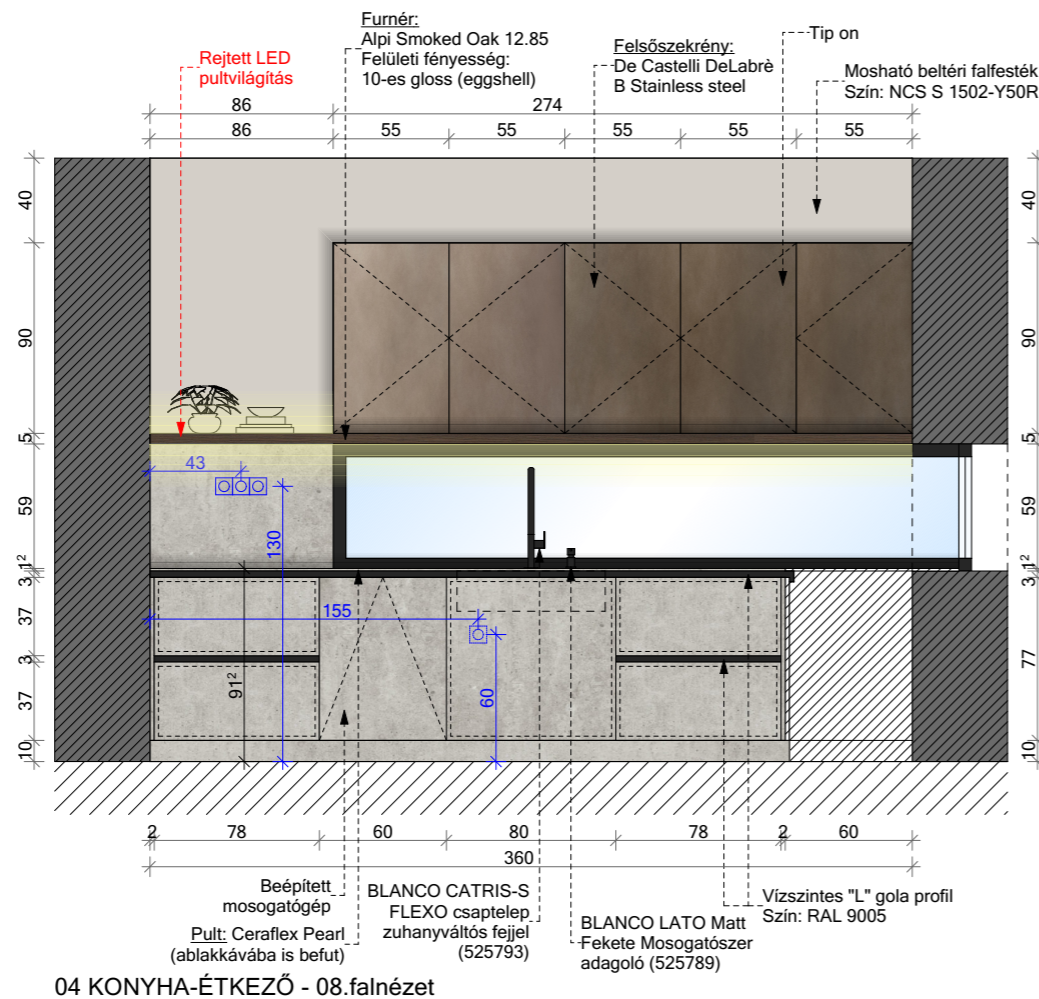 Furnér:
Alpi Smoked Oak 12.85
Felületi fényesség:
10-es gloss (eggshell)
Rejtett LED
pultvilágítás
Felsőszekrény:
De Castelli DeLabrè
B Stainless steel
Tip on
Mosható beltéri falfesték
Szín: NCS S 1502-Y50R
86 274
86 55 55 55 55 55
40 40
90 90
5 5
43
59 59
130
1² 1²
3 3
37 155
3
91² 60 77
37
10 10
2 78 60 80 78 2 60
360
Beépített
mosogatógép
Pult: Ceraflex Pearl
(ablakkávába is befut)
BLANCO CATRIS-S
FLEXO csaptelep
zuhanyváltós fejjel
(525793)
BLANCO LATO Matt
Fekete Mosogatószer
adagoló (525789)
Vízszintes "L" gola profil
Szín: RAL 9005
04 KONYHA-ÉTKEZŐ - 08.falnézet